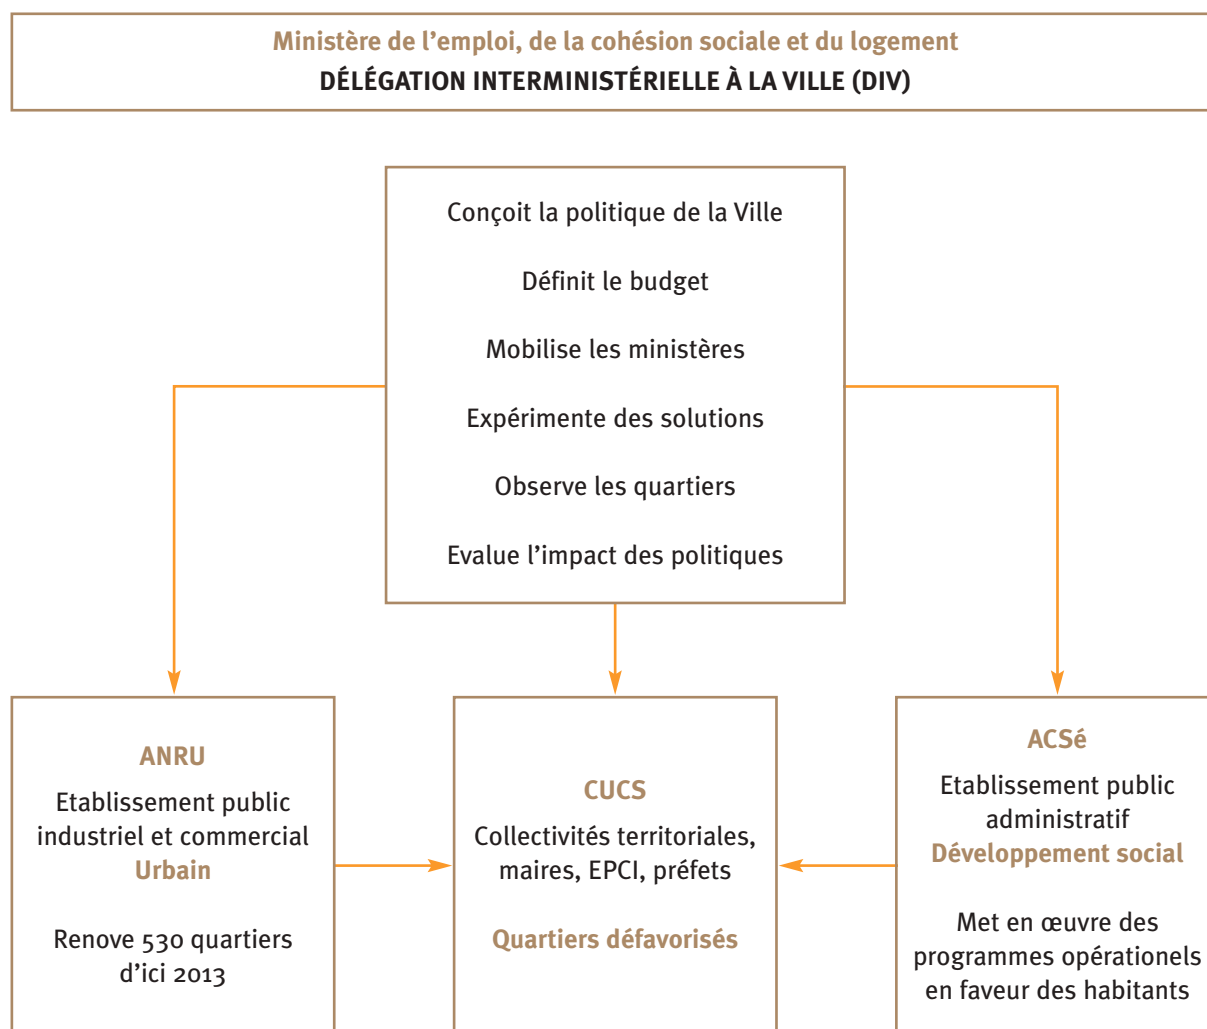 Ministère de l’emploi, de la cohésion sociale et du logement
DÉLÉGATION INTERMINISTÉRIELLE À LA VILLE (DIV)
Conçoit la politique de la Ville
Définit le budget
Mobilise les ministères
Expérimente des solutions
Observe les quartiers
Evalue l’impact des politiques
ANRU
Etablissement public
industriel et commercial
Urbain
Renove 530 quartiers
d’ici 2013
CUCS
Collectivités territoriales,
maires, EPCI, préfets
Quartiers défavorisés
ACSé
Etablissement public
administratif
Développement social
Met en œuvre des
programmes opérationels
en faveur des habitants